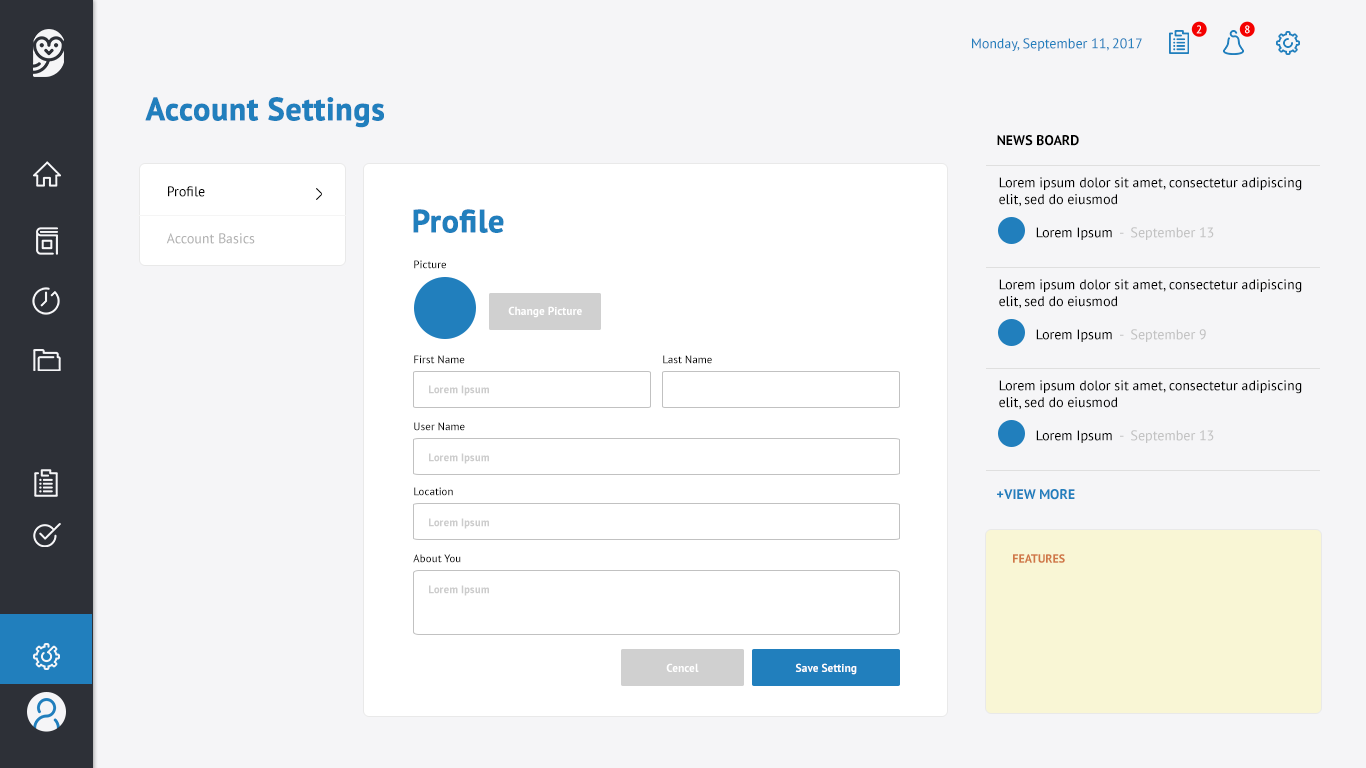 Monday, September 11, 2017
2
8
Account Settings
Profile
Account Basics
Profile
Picture
Change Picture
First Name
Last Name
Lorem Ipsum
User Name
Lorem Ipsum
Location
Lorem Ipsum
About You
Lorem Ipsum
Cencel
Save Setting
NEWS BOARD
Lorem ipsum dolor sit amet, consectetur adipiscing
elit, sed do eiusmod
Lorem Ipsum - September 13
Lorem ipsum dolor sit amet, consectetur adipiscing
elit, sed do eiusmod
Lorem Ipsum - September 9
Lorem ipsum dolor sit amet, consectetur adipiscing
elit, sed do eiusmod
Lorem Ipsum - September 13
+VIEW MORE
FEATURES